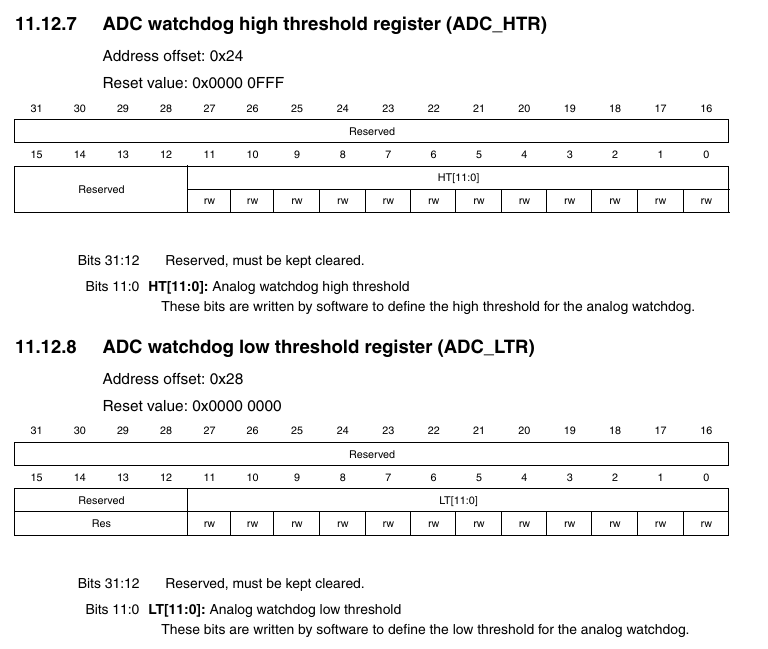 11.12.7 ADC watchdog high threshold register (ADC_HTR)
Address offset: 0x24
Reset value: 0x0000 0FFF
31 30 29 28 27 26 25 24 23 22 21 20 19 18 17 16
Reserved
15 14 13 12 11 10 9 8 7 6 5 4 3 2 1 0
Reserved HT[11:0]
rw rw rw rw rw rw rw rw rw rw rw rw
Bits 31:12 Reserved, must be kept cleared.
Bits 11:0 HT[11:0]: Analog watchdog high threshold
These bits are written by software to define the high threshold for the analog watchdog.
11.12.8 ADC watchdog low threshold register (ADC_LTR)
Address offset: 0x28
Reset value: 0x0000 0000
31 30 29 28 27 26 25 24 23 22 21 20 19 18 17 16
Reserved
15 14 13 12 11 10 9 8 7 6 5 4 3 2 1 0
Reserved LT[11:0]
Res rw rw rw rw rw rw rw rw rw rw rw rw
Bits 31:12 Reserved, must be kept cleared.
Bits 11:0 LT[11:0]: Analog watchdog low threshold
These bits are written by software to define the low threshold for the analog watchdog.